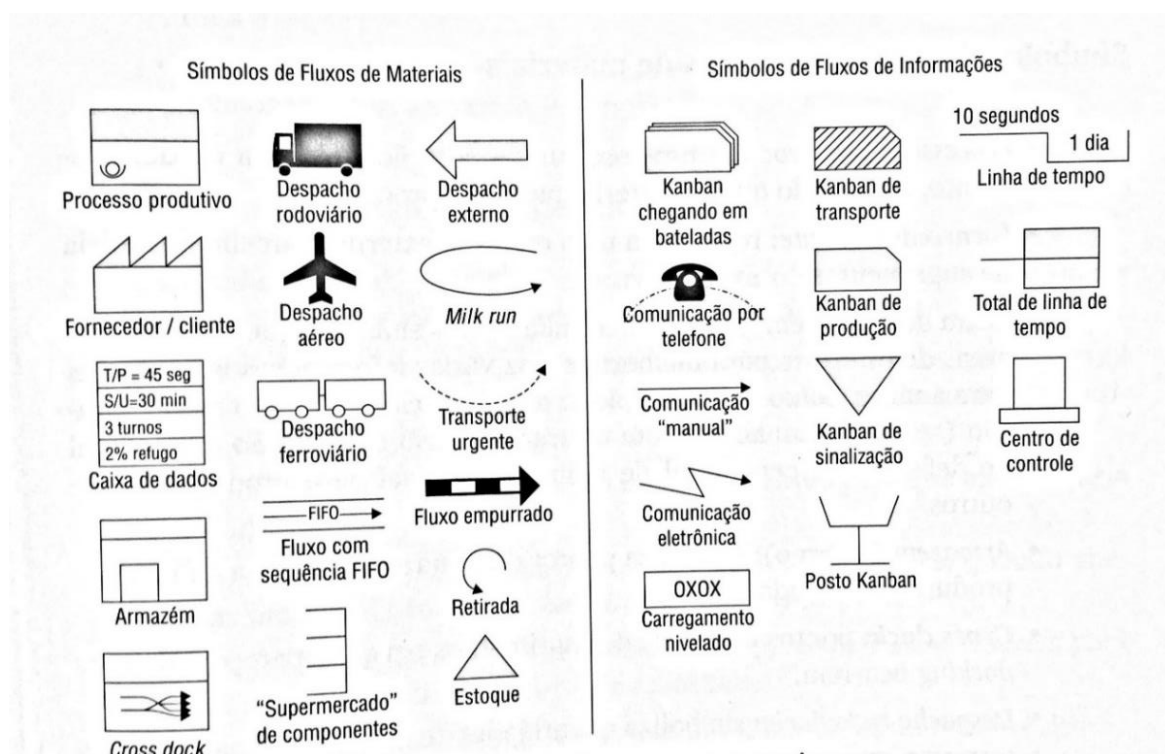 Símbolos de Fluxos de Materiais
Processo produtivo
Despacho
rodoviário
Despacho
externo
Fornecedor / cliente
Despacho
aéreo
Milk run
T/P = 45 seg
S/U=30 min
3 turnos
2% refugo
Caixa de dados
Despacho
ferroviário
Transporte
urgente
FIFO
Fluxo com
sequência FIFO
Fluxo empurrado
Armazém
Retirada
Cross dock
"Supermercado"
de componentes
Estoque
Símbolos de Fluxos de Informações
Kanban
chegando em
bateladas
Kanban de
transporte
10 segundos
1 dia
Linha de tempo
Comunicação por
telefone
Kanban de
produção
Total de linha de
tempo
Comunicação
"manual"
Kanban de
sinalização
Centro de
controle
Comunicação
eletrônica
Posto Kanban
OXOX
Carregamento
nivelado